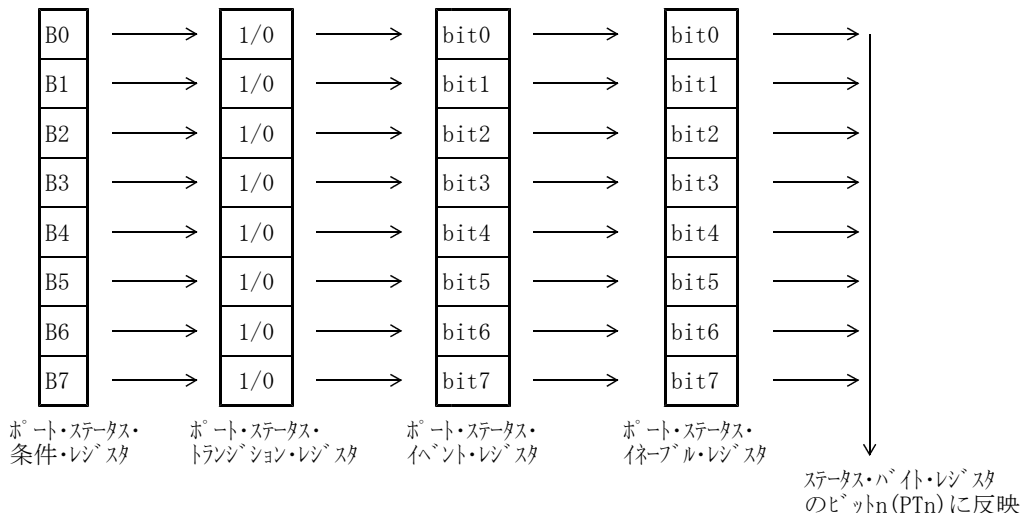 B0 1/0 bit0 bit0
B1 1/0 bit1 bit1
B2 1/0 bit2 bit2
B3 1/0 bit3 bit3
B4 1/0 bit4 bit4
B5 1/0 bit5 bit5
B6 1/0 bit6 bit6
B7 1/0 bit7 bit7
ﾎﾟｰﾄ・ｽﾃｰﾀｽ・
条件・ﾚｼﾞｽﾀ
ﾎﾟｰﾄ・ｽﾃｰﾀｽ・
ﾄﾗﾝｼﾞｼｮﾝ・ﾚｼﾞｽﾀ
ﾎﾟｰﾄ・ｽﾃｰﾀｽ・
ｲﾍﾞﾝﾄ・ﾚｼﾞｽﾀ
ﾎﾟｰﾄ・ｽﾃｰﾀｽ・
ｲﾈｰﾌﾞﾙ・ﾚｼﾞｽﾀ
ｽﾃｰﾀｽ・ﾊﾞｲﾄ・ﾚｼﾞｽﾀ
のﾋﾞｯﾄn(PTn)に反映